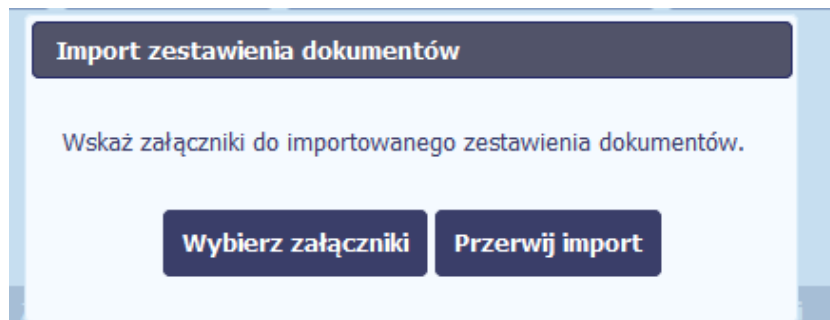 Import zestawienia dokumentów
Wskaż załączniki do importowanego zestawienia dokumentów.
Wybierz załączniki Przerwij import